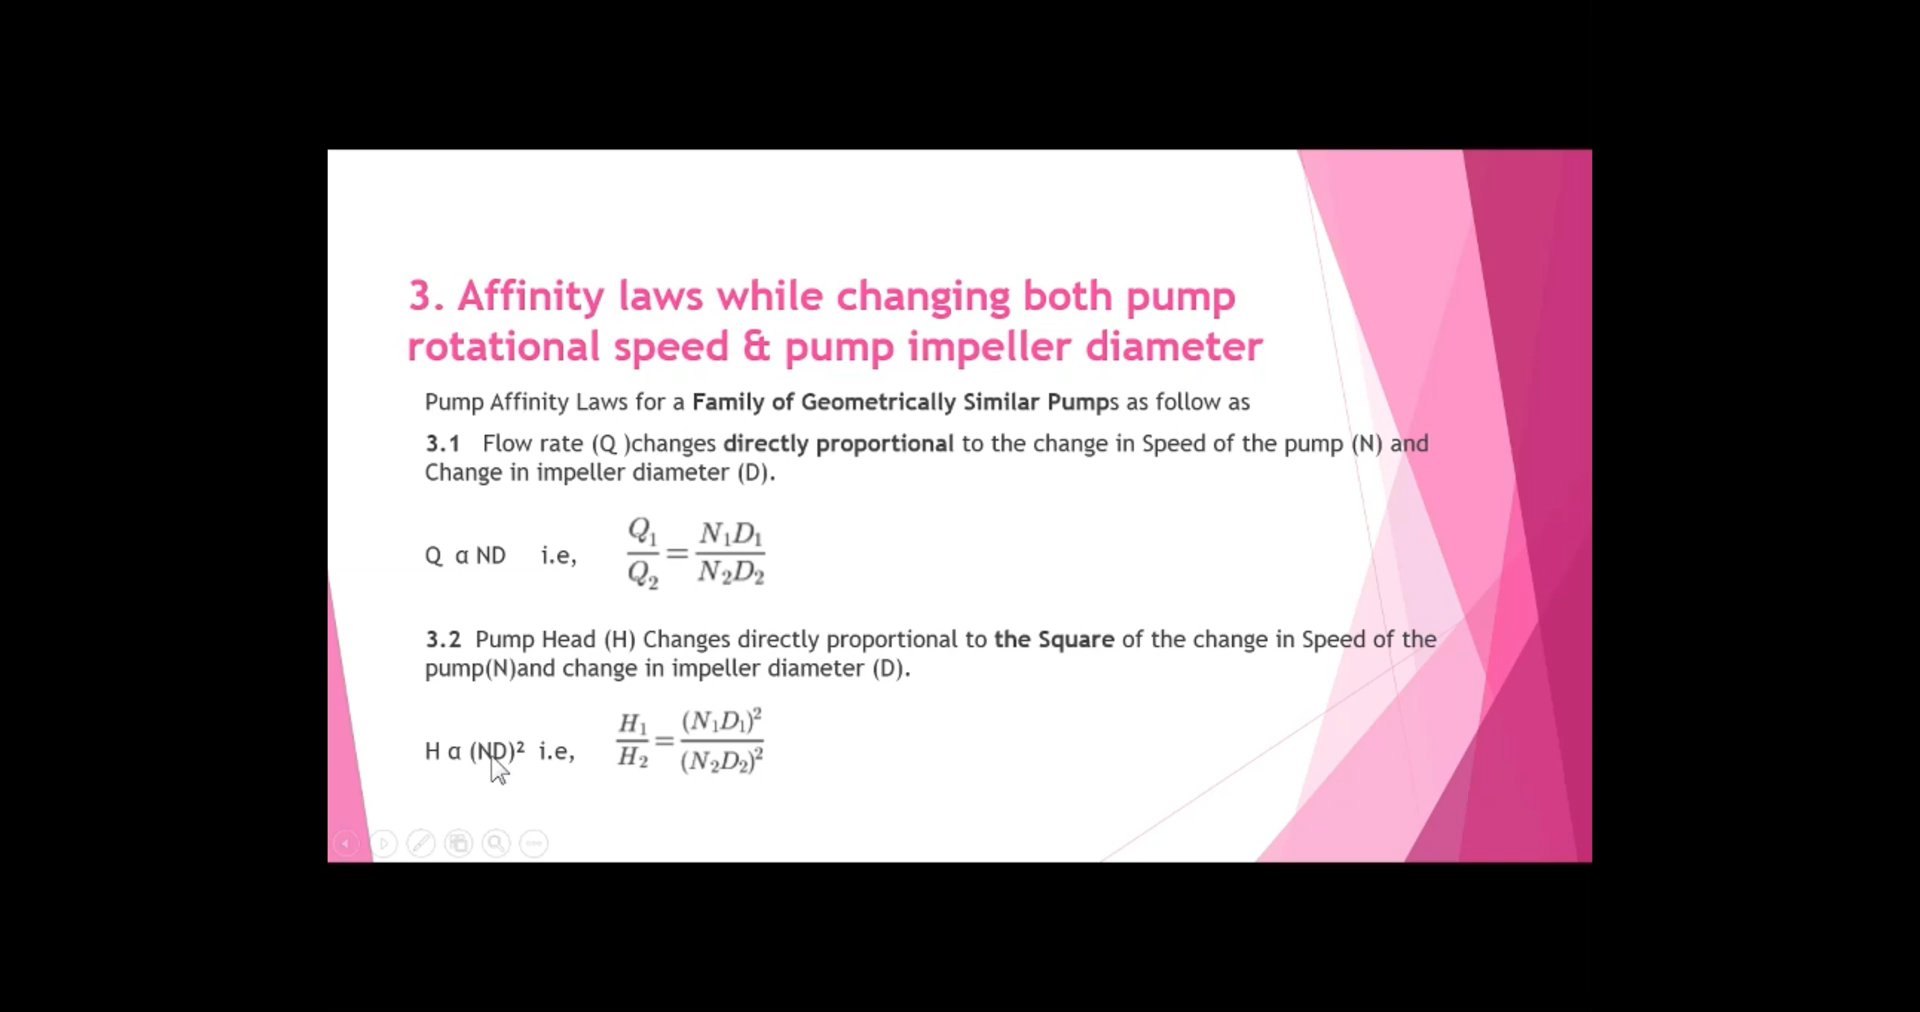 3. Affinity laws while changing both pump
rotational speed & pump impeller diameter
Pump Affinity Laws for a Family of Geometrically Similar Pumps as follow as
3.1 Flow rate (Q )changes directly proportional to the change in Speed of the pump (N) and
Change in impeller diameter (D).
Q α ND i.e, Q₁/Q₂ = N₁D₁/N₂D₂
3.2 Pump Head (H) Changes directly proportional to the Square of the change in Speed of the
pump(N)and change in impeller diameter (D).
H α (ND)² i.e, H₁/H₂ = (N₁D₁)²/(N₂D₂)²